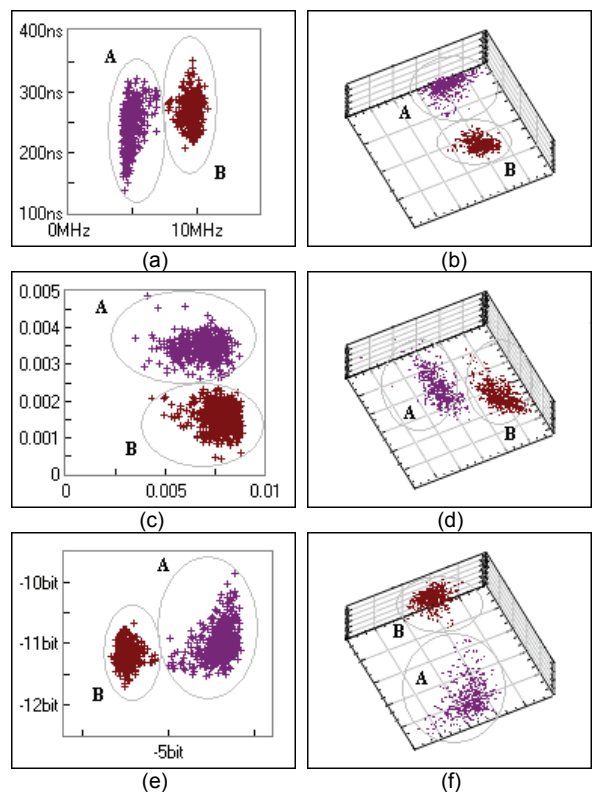 400ns
A
300ns
200ns
B
100ns
0MHz 10MHz
(a)
A
B
(b)
0.005
A
0.004
0.003
0.002
0.001
B
0
0 0.005 0.01
(c)
A
B
(d)
A
-10bit
-11bit
B
-12bit
-5bit
(e)
B
A
(f)